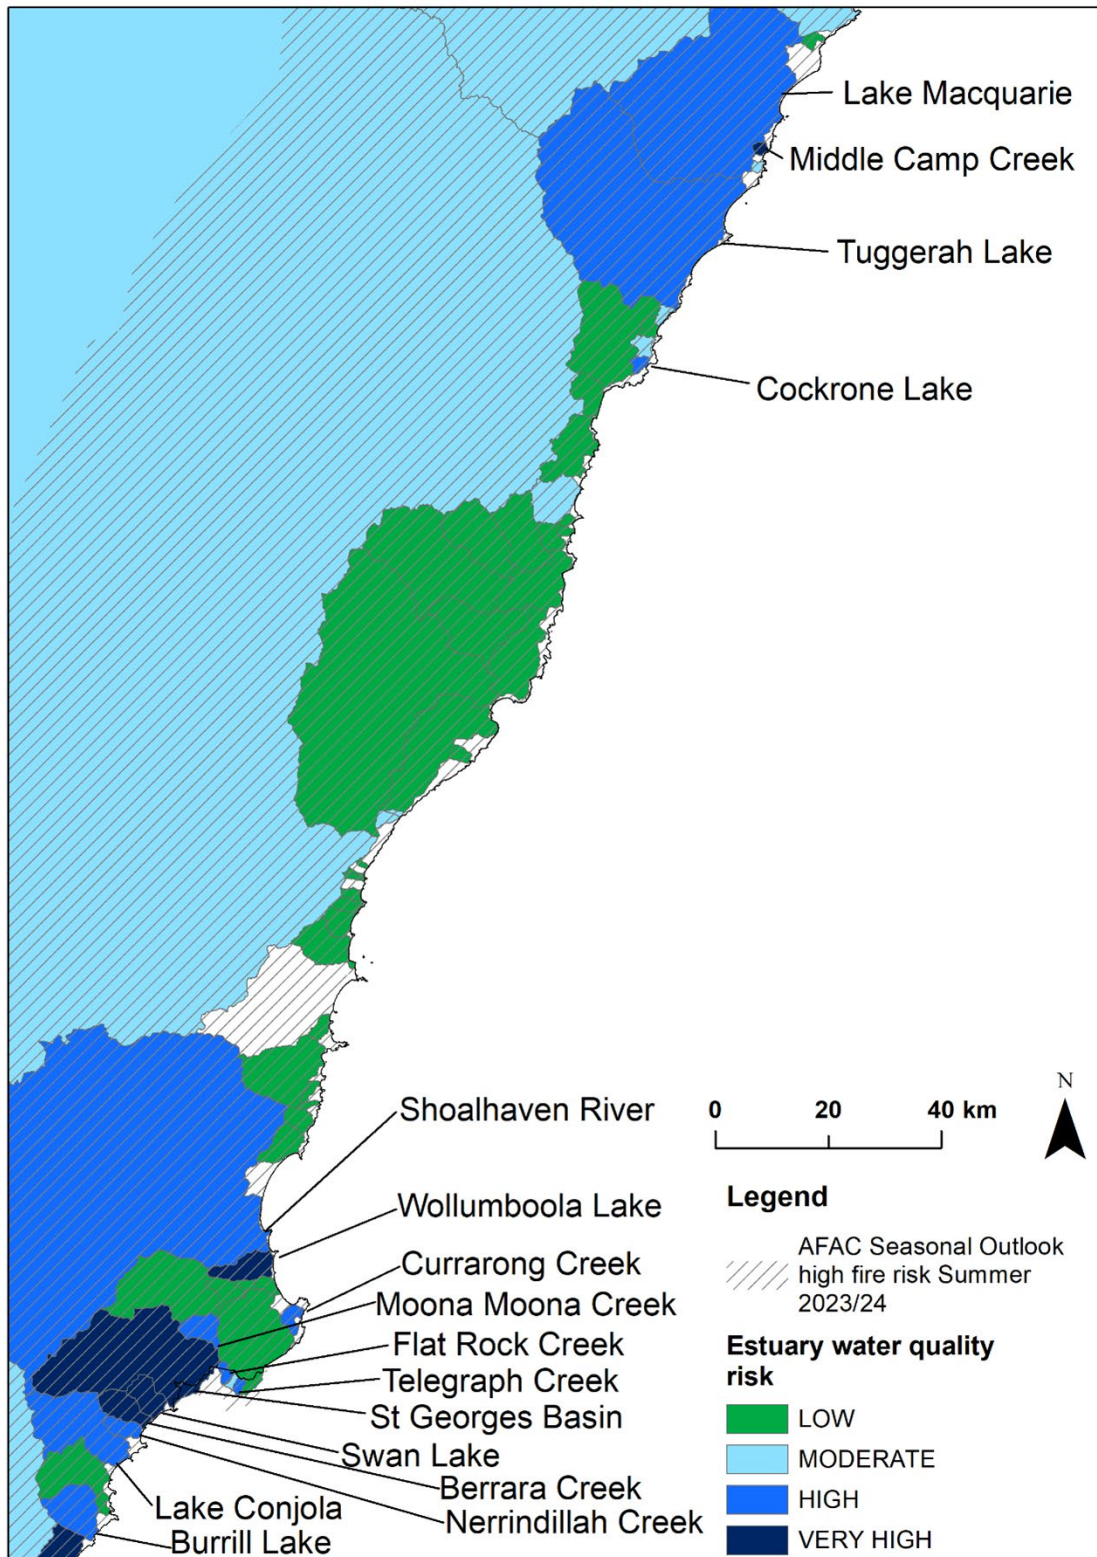 Lake Macquarie
Middle Camp Creek
Tuggerah Lake
Cockrone Lake
Shoalhaven River
Wollumboola Lake
Currarong Creek
Moona Moona Creek
Flat Rock Creek
Telegraph Creek
St Georges Basin
Swan Lake
Berrara Creek
Nerrindillah Creek
Lake Conjola
Burrill Lake
0 20 40 km
N
Legend
AFAC Seasonal Outlook
high fire risk Summer
2023/24
Estuary water quality
risk
LOW
MODERATE
HIGH
VERY HIGH